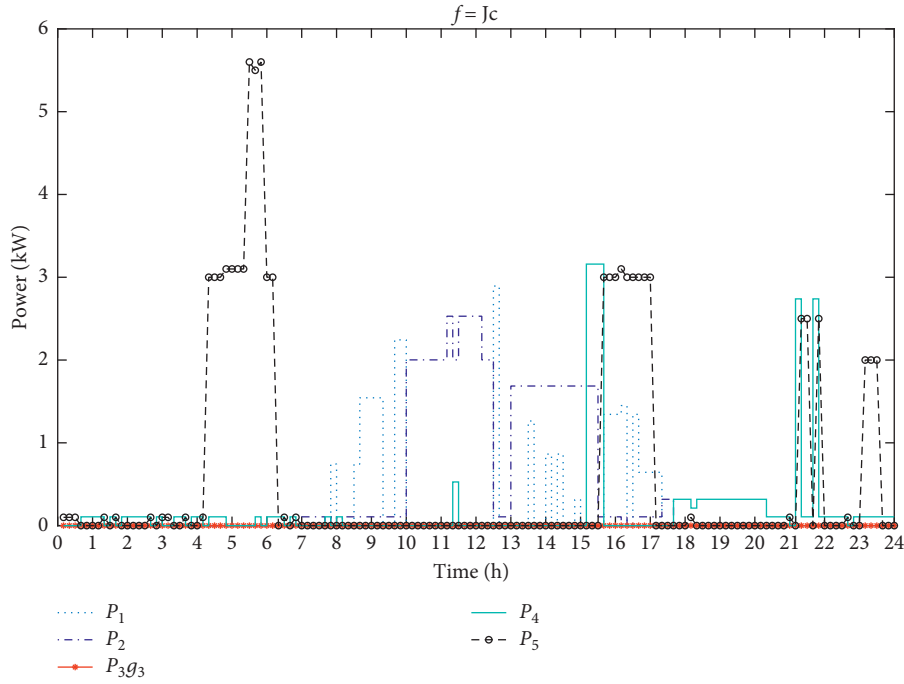 f = Jc
6
5
4
3
2
1
0
Power (kW)
0 1 2 3 4 5 6 7 8 9 10 11 12 13 14 15 16 17 18 19 20 21 22 23 24
Time (h)
P1 P4
P2 P5
P3g3